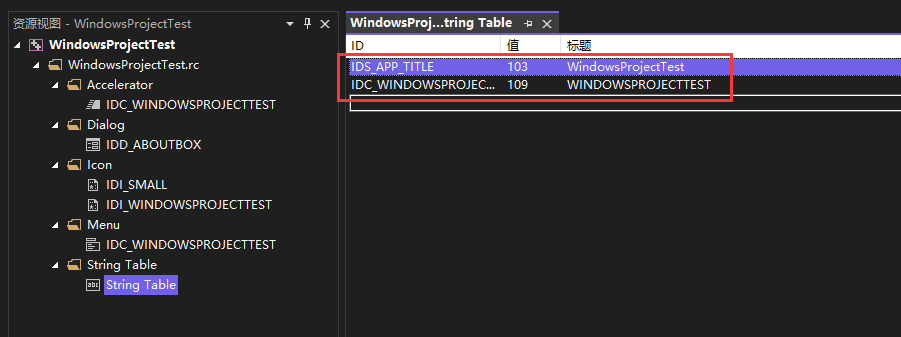 资源视图 - WindowsProjectTest
WindowsProjectTest
WindowsProjectTest.rc
Accelerator
IDC_WINDOWSPROJECTTEST
Dialog
IDD_ABOUTBOX
Icon
IDI_SMALL
IDI_WINDOWSPROJECTTEST
Menu
IDC_WINDOWSPROJECTTEST
String Table
abc String Table
WindowsProj...tring Table
ID 值 标题
IDS_APP_TITLE 103 WindowsProjectTest
IDC_WINDOWSPROJEC... 109 WINDOWSPROJECTTEST